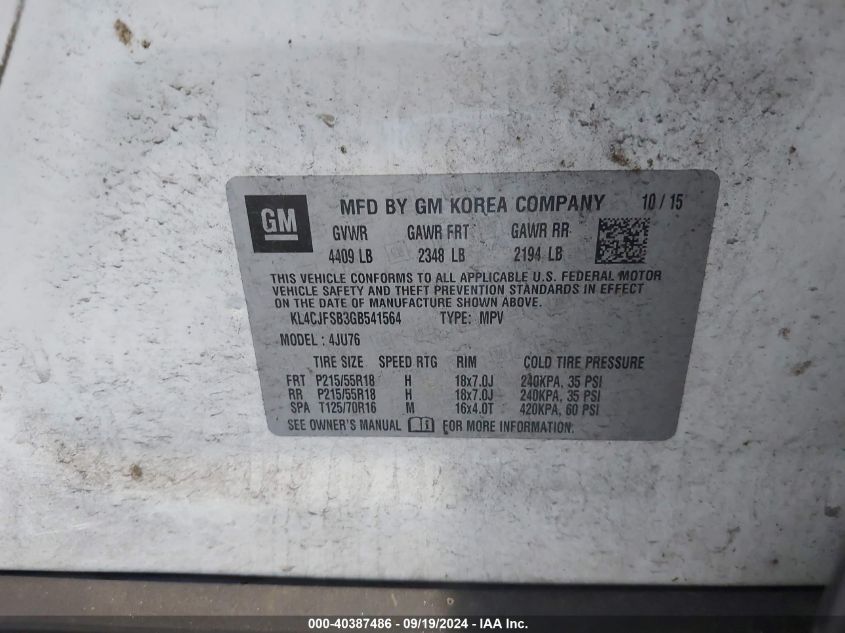 GM
MFD BY GM KOREA COMPANY 10 / 15
GVWR GAWR FRT GAWR RR
4409 LB 2348 LB 2194 LB
THIS VEHICLE CONFORMS TO ALL APPLICABLE U.S. FEDERAL MOTOR
VEHICLE SAFETY AND THEFT PREVENTION STANDARDS IN EFFECT
ON THE DATE OF MANUFACTURE SHOWN ABOVE.
KL4CJFSB3GB541564 TYPE: MPV
MODEL : 4JU76
TIRE SIZE SPEED RTG RIM COLD TIRE PRESSURE
FRT P215/55R18 H 18x7.0J 240KPA, 35 PSI
RR P215/55R18 H 18x7.0J 240KPA, 35 PSI
SPA T125/70R16 M 16x4.0T 420KPA, 60 PSI
SEE OWNER'S MANUAL FOR MORE INFORMATION.
000-40387486 - 09/19/2024 - IAA Inc.